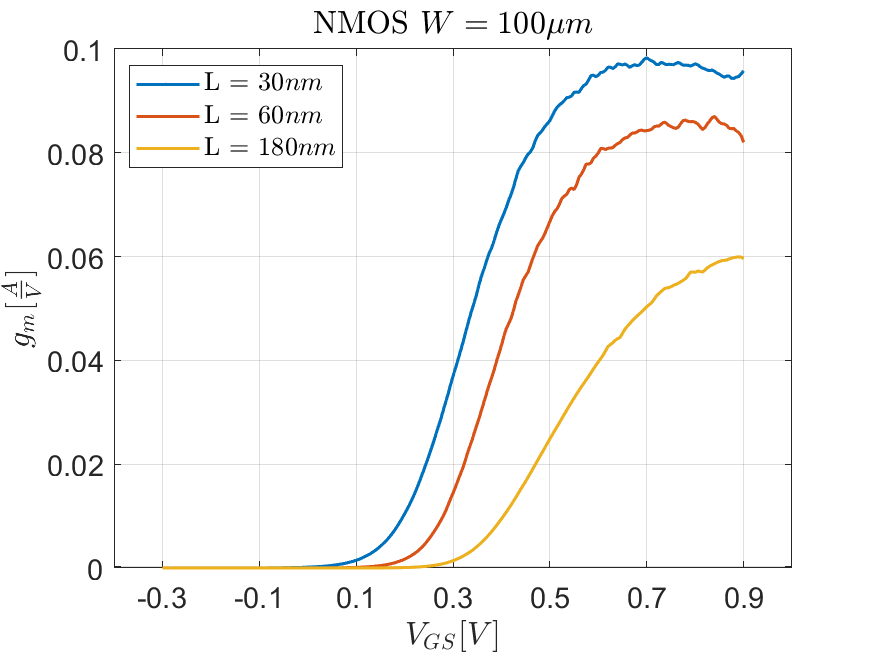 NMOS W = 100μm
L = 30nm
L = 60nm
L = 180nm
0.1
0.08
0.06
0.04
0.02
0
g_m [A/V]
-0.3 -0.1 0.1 0.3 0.5 0.7 0.9
V_GS[V]